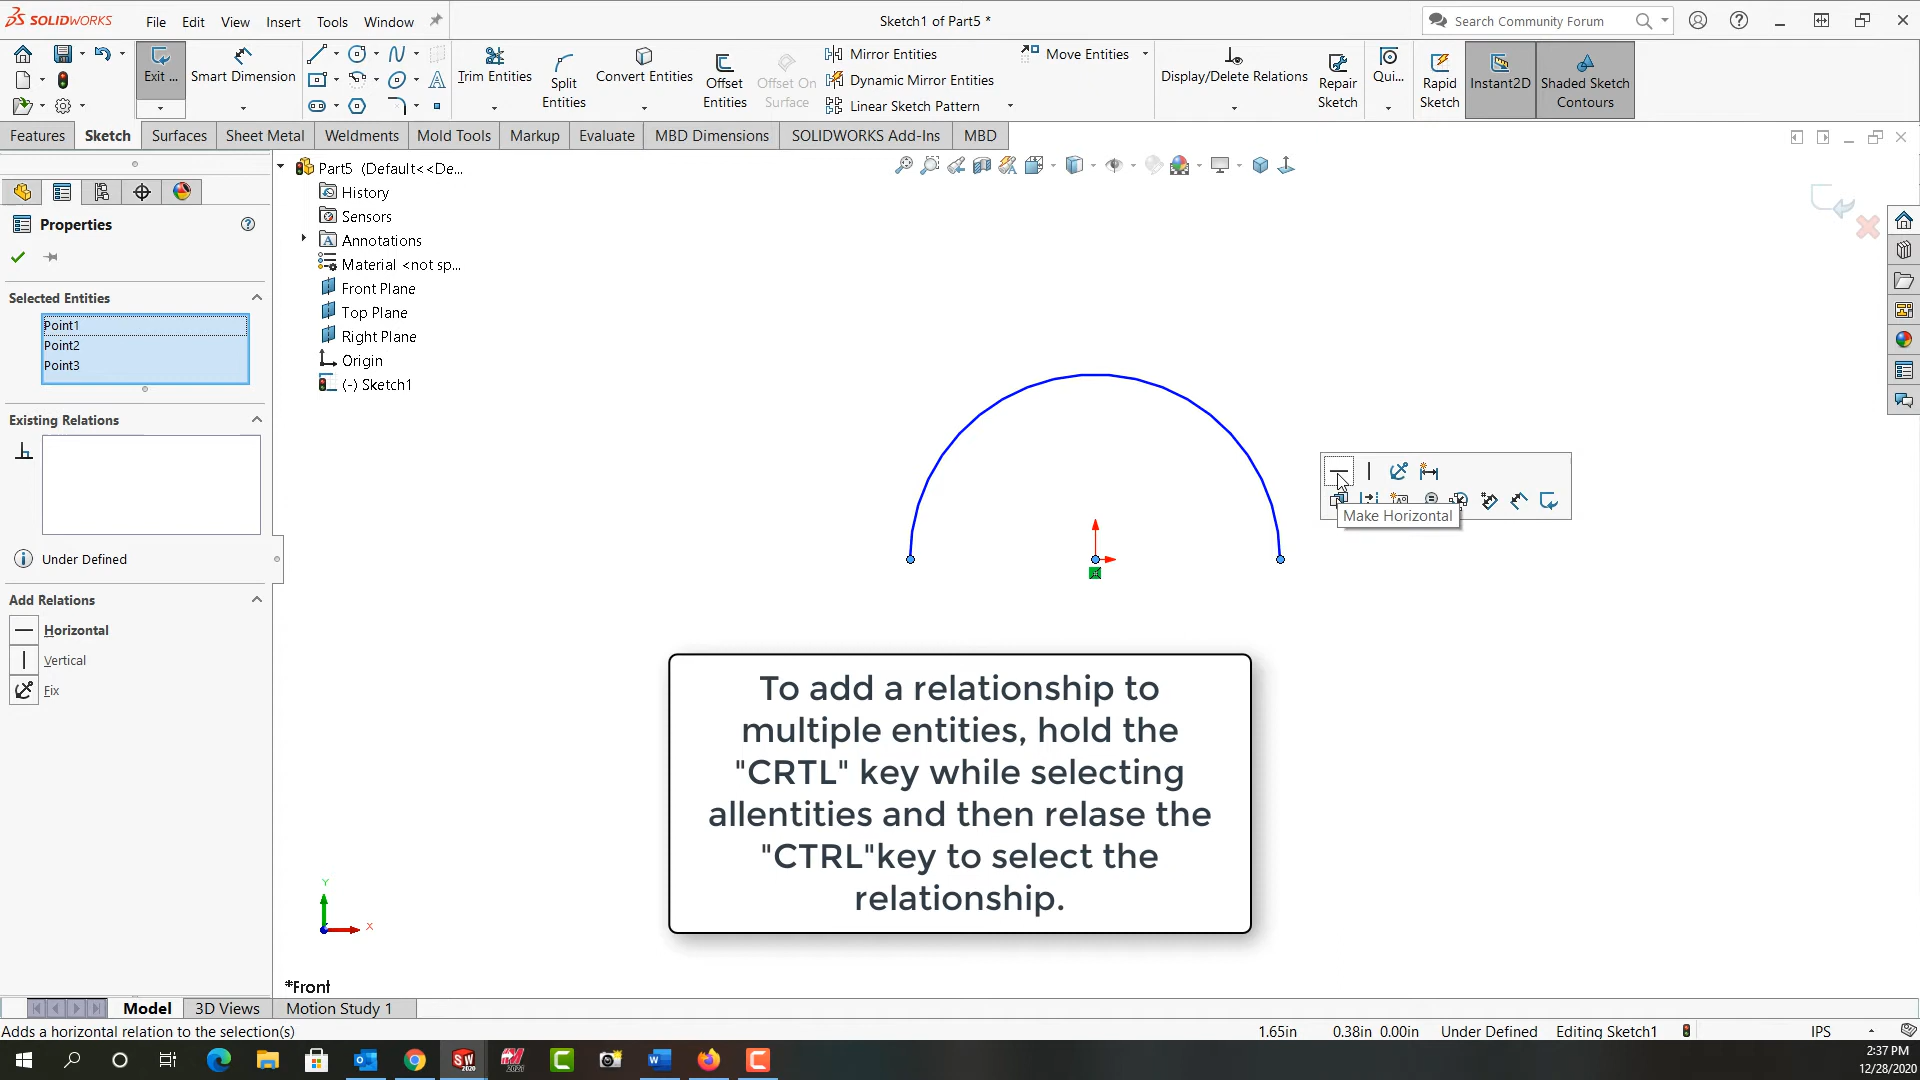 SOLIDWORKS
File Edit View Insert Tools Window
Sketch1 of Part5 *
Search Community Forum
Exit ...
Smart Dimension
Trim Entities
Split Entities
Convert Entities
Offset Entities
Offset On Surface
Mirror Entities
Dynamic Mirror Entities
Linear Sketch Pattern
Move Entities
Display/Delete Relations
Repair Sketch
Qui...
Rapid Sketch
Instant2D
Shaded Sketch Contours
Features Sketch Surfaces Sheet Metal Weldments Mold Tools Markup Evaluate MBD Dimensions SOLIDWORKS Add-Ins MBD
Properties
Selected Entities
Point1
Point2
Point3
Existing Relations
Under Defined
Add Relations
Horizontal
Vertical
Fix
Part5 (Default<<De...
History
Sensors
Annotations
Material <not sp...
Front Plane
Top Plane
Right Plane
Origin
(-) Sketch1
Make Horizontal
To add a relationship to
multiple entities, hold the
"CRTL" key while selecting
allentities and then relase the
"CTRL"key to select the
relationship.
Y
X
*Front
Model 3D Views Motion Study 1
Adds a horizontal relation to the selection(s)
1.65in 0.38in 0.00in Under Defined Editing Sketch1 IPS
2:37 PM
12/28/2020